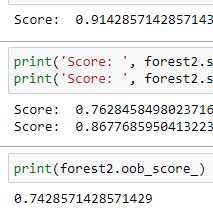 Score:  0.9142857142857143
print('Score: ', forest2.s
print('Score: ', forest2.s
Score:  0.7628458498023716
Score:  0.8677685950413223
print(forest2.oob_score_)
0.7428571428571429